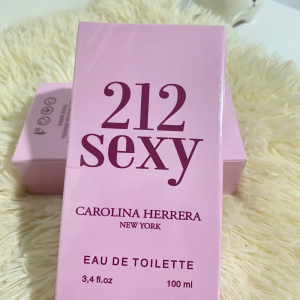 212
sexy
CAROLINA HERRERA
NEW YORK
EAU DE TOILETTE
3,4 fl.oz 100 ml